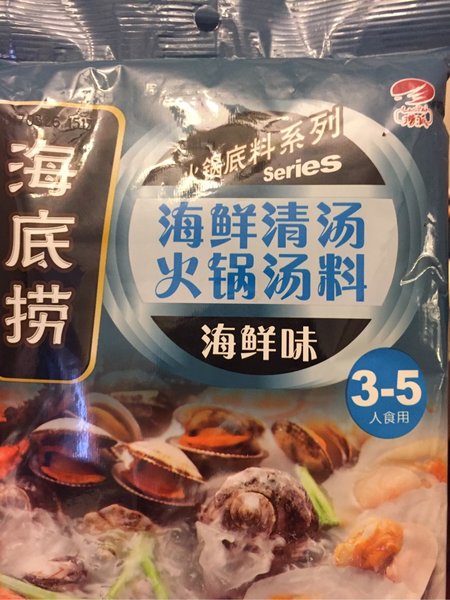 海底捞
火锅底料系列
Series
海鲜清汤
火锅汤料
海鲜味
3-5
人食用